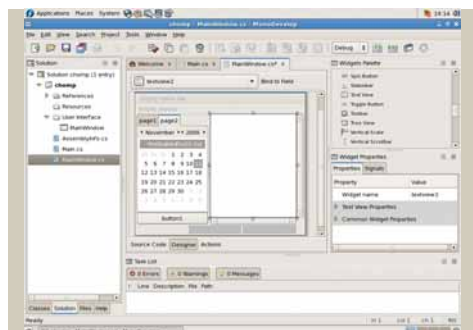 Applications Places System
14:16
chomp - MainWindow.cs - MonoDevelop
File Edit View Search Project Tools Window Help
Debug
Solution
Solution chomp (1 entry)
chomp
References
Resources
User Interface
MainWindow
AssemblyInfo.cs
Main.cs
MainWindow.cs
Classes Solution Files Help
Welcome Main.cs MainWindow.cs*
textview2 Bind to Field
page1 page2
November 2006
1 2 3 4
5 6 7 8 9 10 11
12 13 14 15 16 17 18
19 20 21 22 23 24 25
26 27 28 29 30
button1
Source Code Designer Actions
Widgets Palette
Spin Button
Statusbar
Text View
Toggle Button
Toolbar
Tree View
Vertical Scale
Vertical Scrollbar
Widget Properties
Properties Signals
Property Value
Widget name textview2
Text View Properties
Common Widget Properties
Task List
0 Errors 0 Warnings 0 Messages
! Line Description File Path
Ready